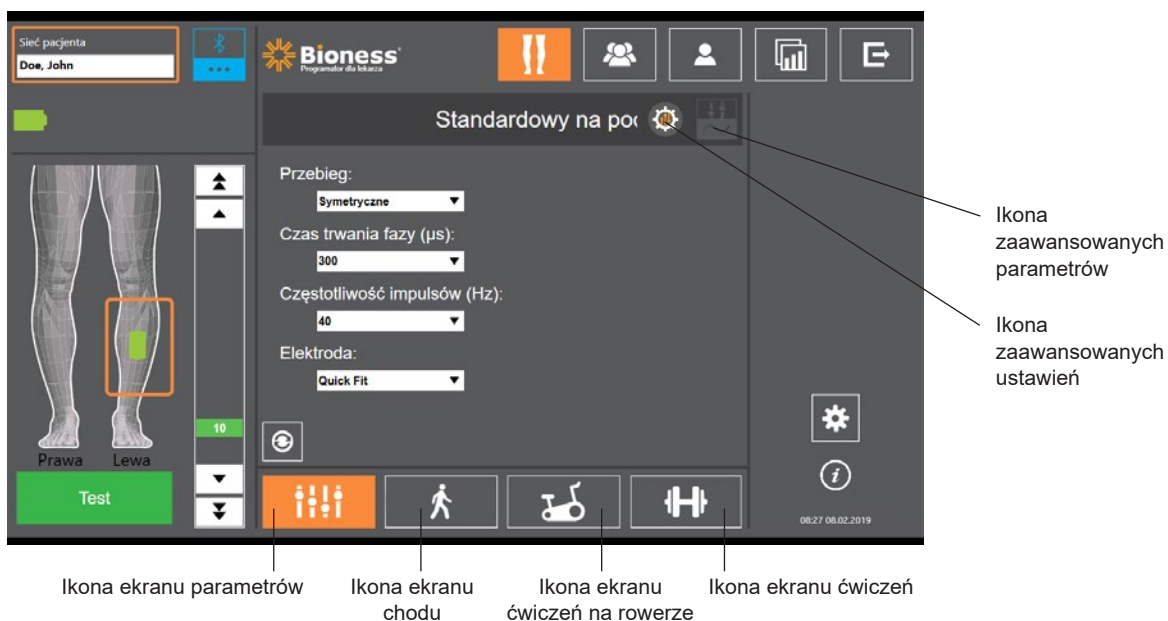 Sieć pacjenta
Doe, John
Bioness
Programator dla lekarza
Standardowy na poc
Przebieg:
Symetryczne
Czas trwania fazy (µs):
300
Częstotliwość impulsów (Hz):
40
Elektroda:
Quick Fit
10
Prawa Lewa
Test
08:27 08.02.2019
Ikona
zaawansowanych
parametrów
Ikona
zaawansowanych
ustawień
Ikona ekranu parametrów
Ikona ekranu
chodu
Ikona ekranu
ćwiczeń na rowerze
Ikona ekranu ćwiczeń